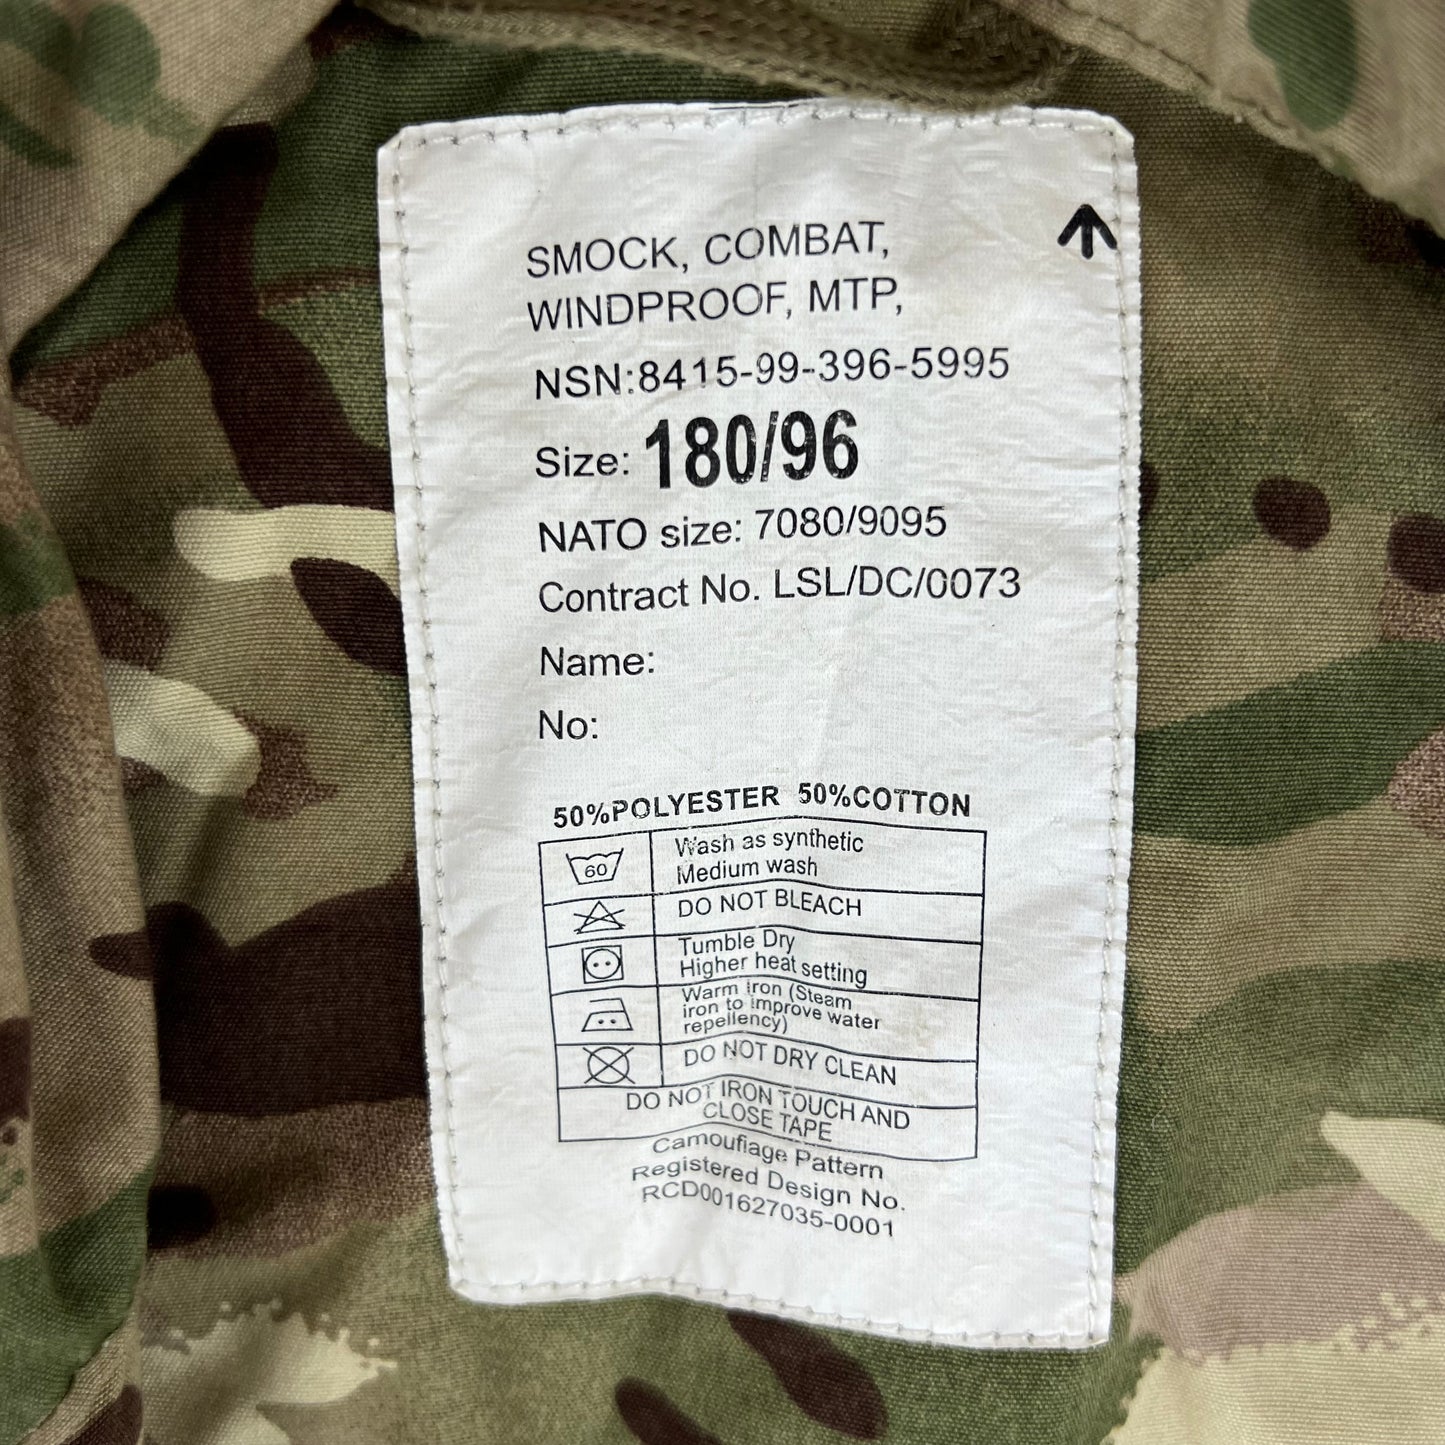 SMOCK, COMBAT,
WINDPROOF, MTP,
NSN:8415-99-396-5995
Size: 180/96
NATO size: 7080/9095
Contract No. LSL/DC/0073
Name:
No:
50%POLYESTER 50%COTTON
60
Wash as synthetic
Medium wash
DO NOT BLEACH
Tumble Dry
Higher heat setting
Warm iron (Steam
iron to improve water
repellency)
DO NOT DRY CLEAN
DO NOT IRON TOUCH AND
CLOSE TAPE
Camouflage Pattern
Registered Design No.
RCD001627035-0001